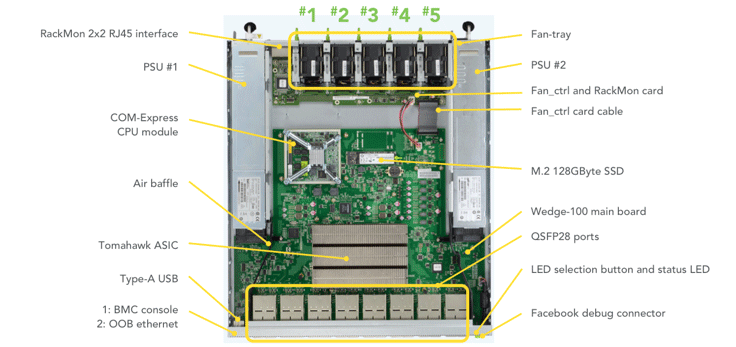 #1 #2 #3 #4 #5
RackMon 2x2 RJ45 interface
PSU #1
COM-Express
CPU module
Air baffle
Tomahawk ASIC
Type-A USB
1: BMC console
2: OOB ethernet
Fan-tray
PSU #2
Fan_ctrl and RackMon card
Fan_ctrl card cable
M.2 128GByte SSD
Wedge-100 main board
QSFP28 ports
LED selection button and status LED
Facebook debug connector